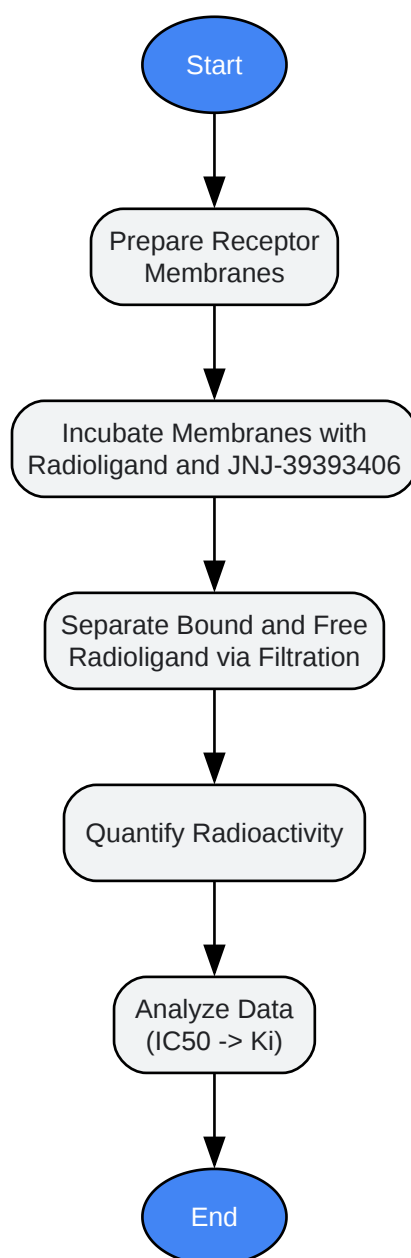 Start
Prepare Receptor
Membranes
Incubate Membranes with
Radioligand and JNJ-39393406
Separate Bound and Free
Radioligand via Filtration
Quantify Radioactivity
Analyze Data
(IC50 -> Ki)
End